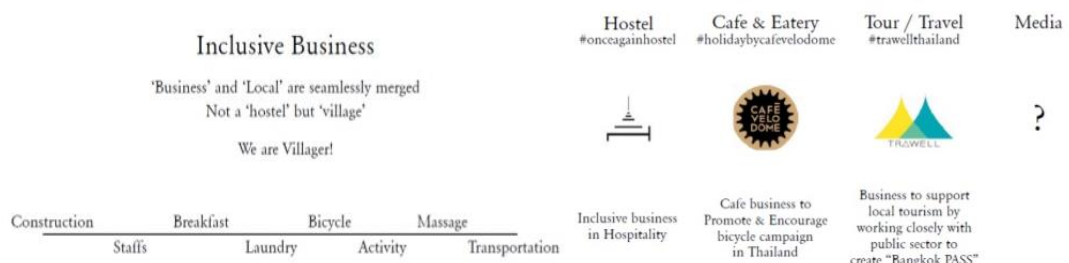 Inclusive Business
'Business' and 'Local' are seamlessly merged
Not a 'hostel' but 'village'
We are Villager!
Construction
Staffs
Breakfast
Laundry
Bicycle
Activity
Massage
Transportation
Hostel
#onceagainhostel
Inclusive business
in Hospitality
Cafe & Eatery
#holidaybycafevelodome
CAFÉ
VELO
DOME
Cafe business to
Promote & Encourage
bicycle campaign
in Thailand
Tour / Travel
#trawellthailand
TRAWELL
Business to support
local tourism by
working closely with
public sector to
create "Bangkok PASS"
Media
?